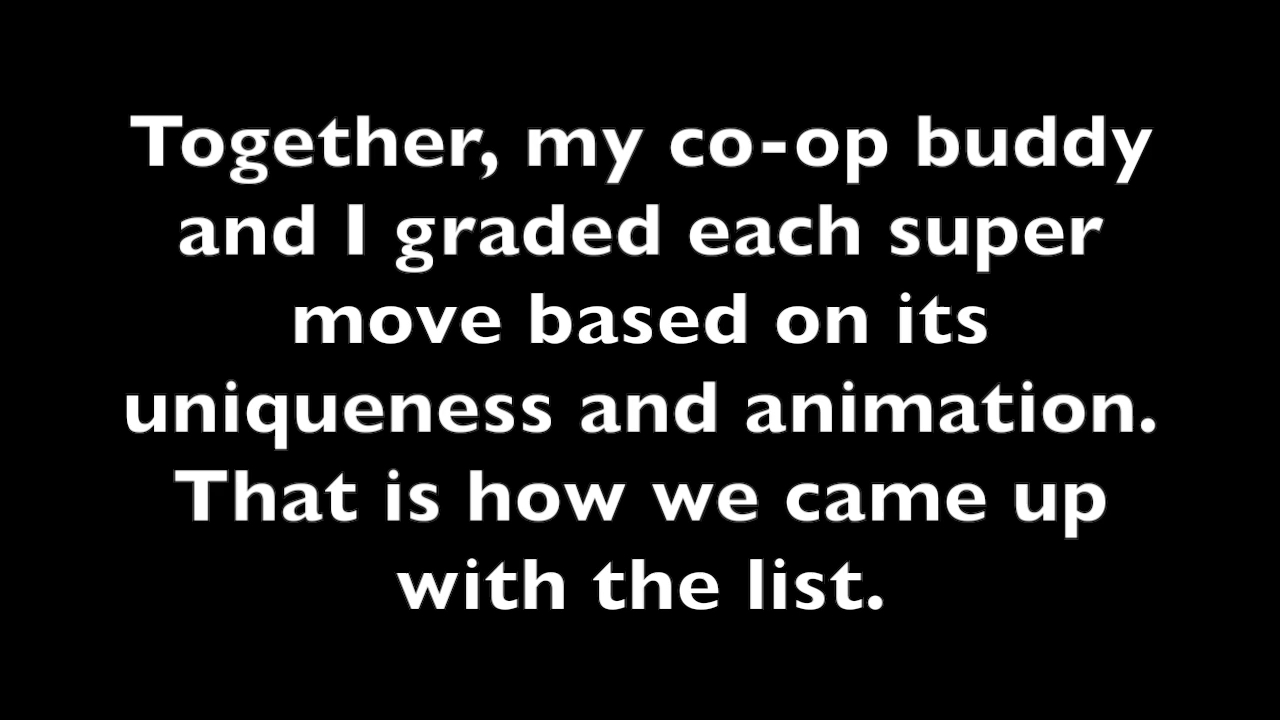 Together, my co-op buddy
and I graded each super
move based on its
uniqueness and animation.
That is how we came up
with the list.